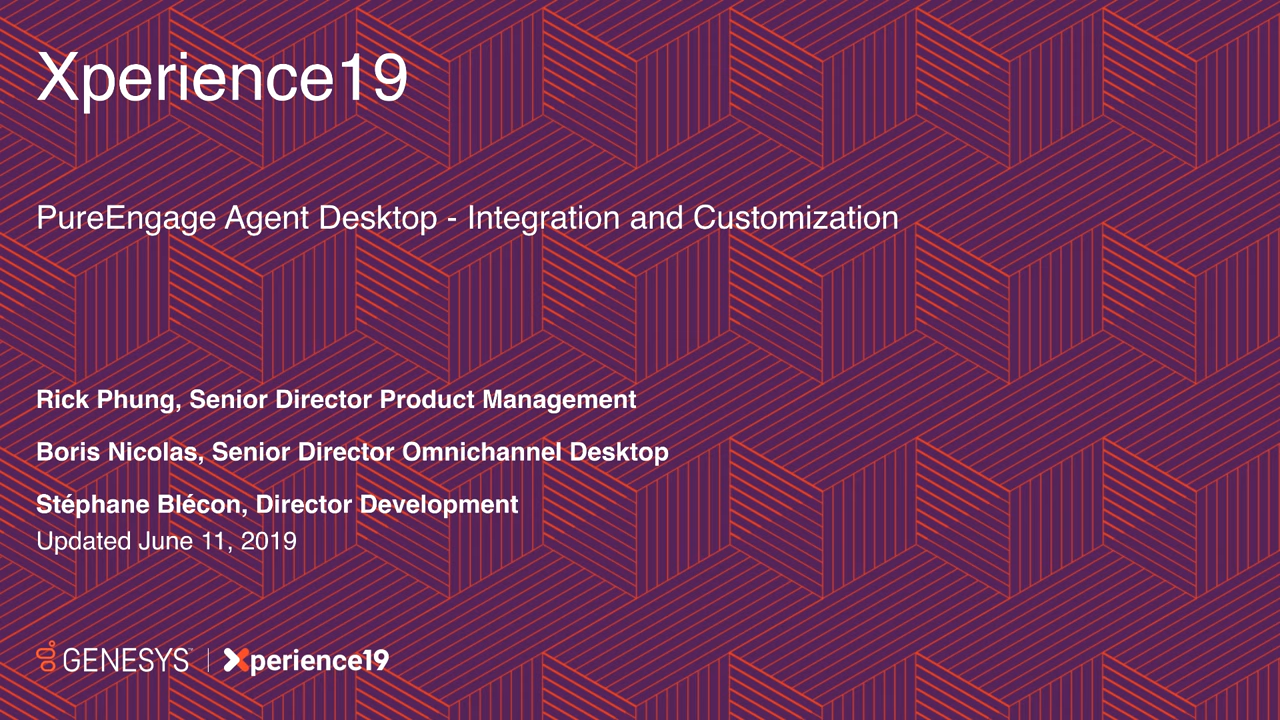 Xperience19
PureEngage Agent Desktop - Integration and Customization
Rick Phung, Senior Director Product Management
Boris Nicolas, Senior Director Omnichannel Desktop
Stéphane Blécon, Director Development
Updated June 11, 2019
GENESYS™ | Xperience19